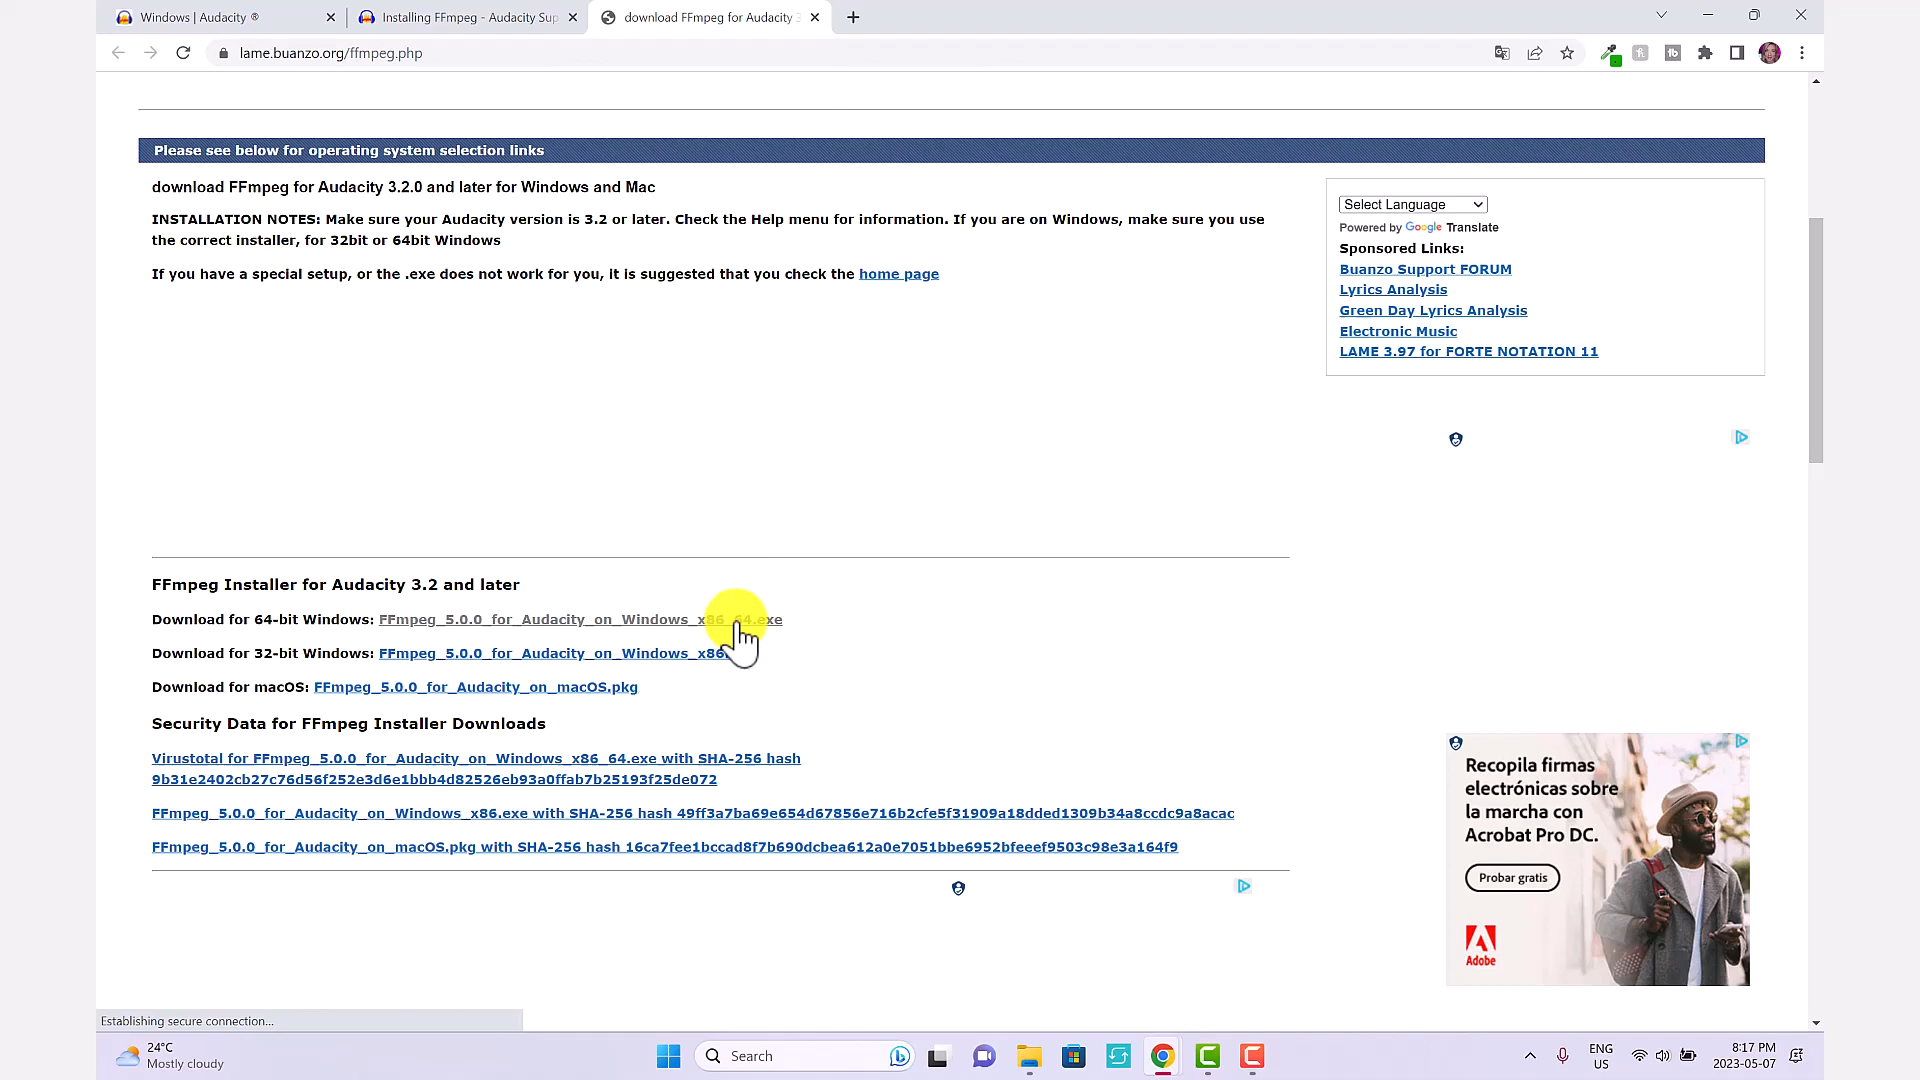 Windows | Audacity ®
Installing FFmpeg - Audacity Sup
download FFmpeg for Audacity 3
lame.buanzo.org/ffmpeg.php
Please see below for operating system selection links
download FFmpeg for Audacity 3.2.0 and later for Windows and Mac
INSTALLATION NOTES: Make sure your Audacity version is 3.2 or later. Check the Help menu for information. If you are on Windows, make sure you use
the correct installer, for 32bit or 64bit Windows
If you have a special setup, or the .exe does not work for you, it is suggested that you check the home page
Select Language
Powered by Google Translate
Sponsored Links:
Buanzo Support FORUM
Lyrics Analysis
Green Day Lyrics Analysis
Electronic Music
LAME 3.97 for FORTE NOTATION 11
FFmpeg Installer for Audacity 3.2 and later
Download for 64-bit Windows: FFmpeg_5.0.0_for_Audacity_on_Windows_x86_64.exe
Download for 32-bit Windows: FFmpeg_5.0.0_for_Audacity_on_Windows_x86
Download for macOS: FFmpeg_5.0.0_for_Audacity_on_macOS.pkg
Security Data for FFmpeg Installer Downloads
Virustotal for FFmpeg_5.0.0_for_Audacity_on_Windows_x86_64.exe with SHA-256 hash
9b31e2402cb27c76d56f252e3d6e1bbb4d82526eb93a0ffab7b25193f25de072
FFmpeg_5.0.0_for_Audacity_on_Windows_x86.exe with SHA-256 hash 49ff3a7ba69e654d67856e716b2cfe5f31909a18dded1309b34a8ccdc9a8acac
FFmpeg_5.0.0_for_Audacity_on_macOS.pkg with SHA-256 hash 16ca7fee1bccad8f7b690dcbea612a0e7051bbe6952bfeeef9503c98e3a164f9
Recopila firmas
electrónicas sobre
la marcha con
Acrobat Pro DC.
Probar gratis
Adobe
Establishing secure connection...
24°C
Mostly cloudy
Search
ENG
US
8:17 PM
2023-05-07